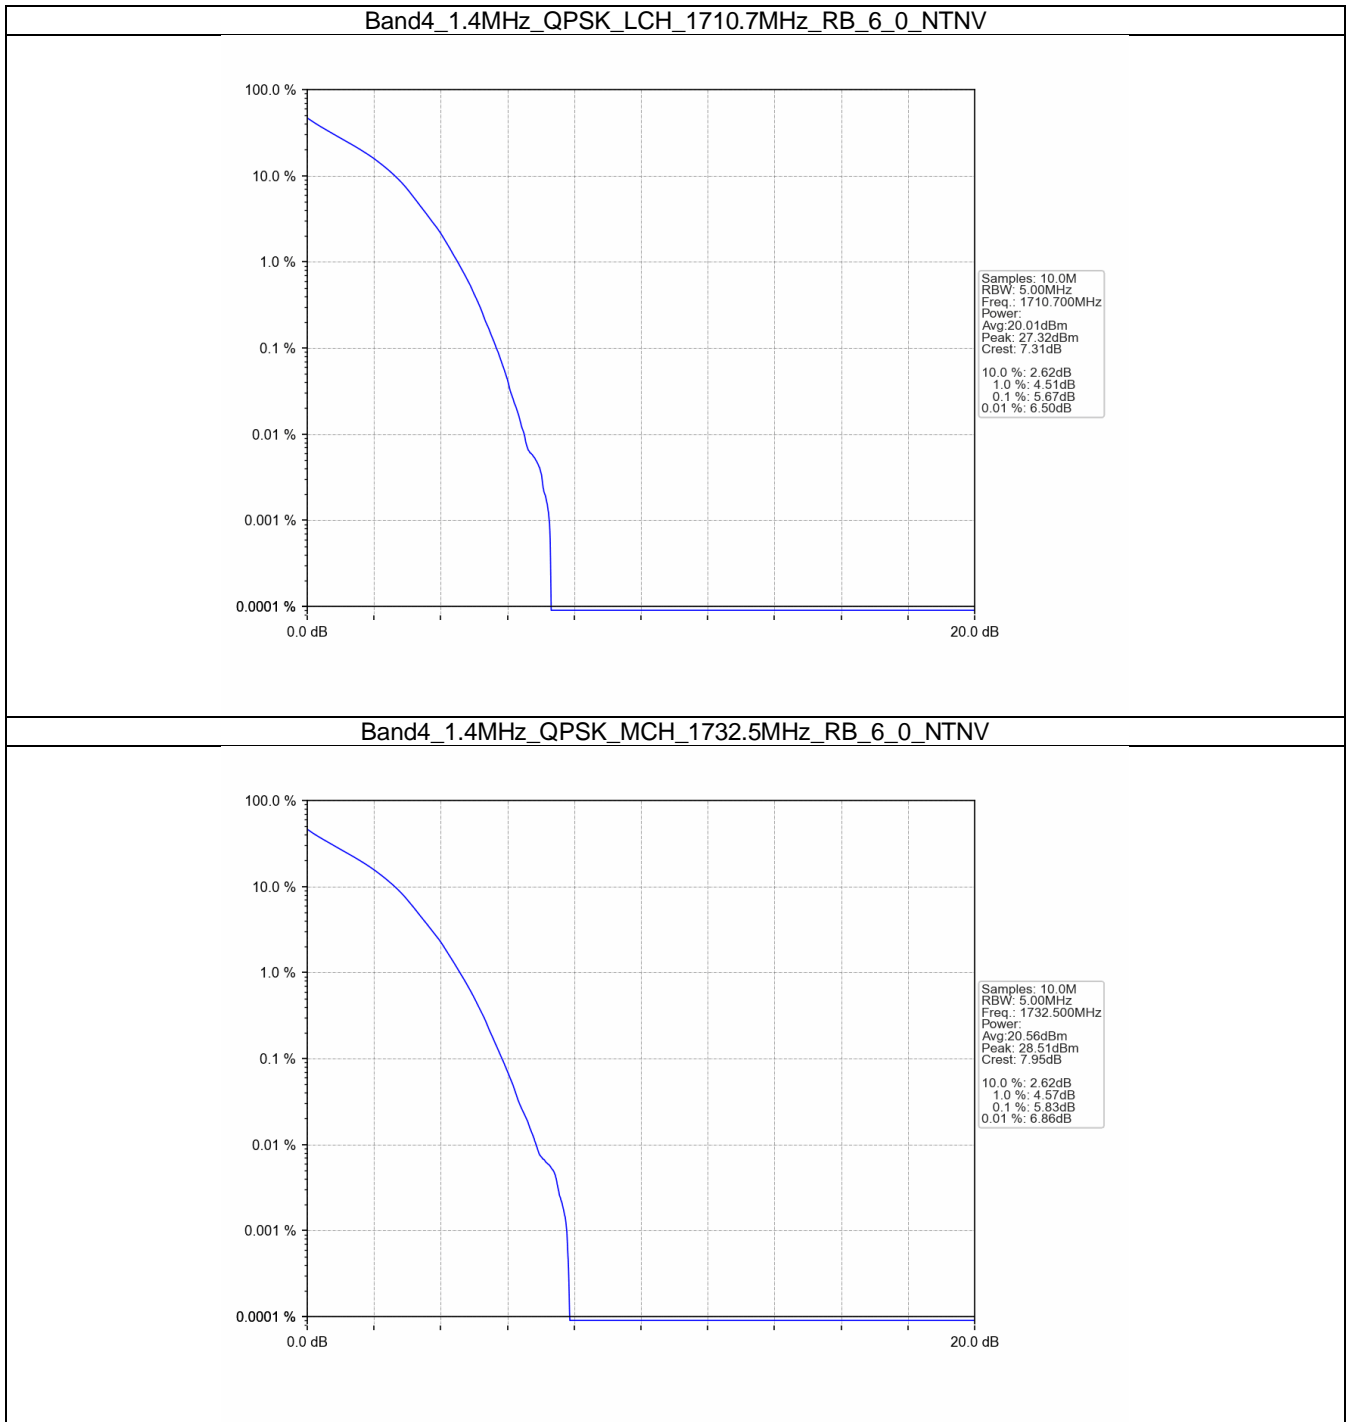 Band4_1.4MHz_QPSK_LCH_1710.7MHz_RB_6_0_NTNV
100.0 %
10.0 %
1.0 %
0.1 %
0.01 %
0.001 %
0.0001 %
0.0 dB
20.0 dB
Samples: 10.0M
RBW: 5.00MHz
Freq.: 1710.700MHz
Power:
Avg:20.01dBm
Peak: 27.32dBm
Crest: 7.31dB
10.0 %: 2.62dB
1.0 %: 4.51dB
0.1 %: 5.67dB
0.01 %: 6.50dB
Band4_1.4MHz_QPSK_MCH_1732.5MHz_RB_6_0_NTNV
100.0 %
10.0 %
1.0 %
0.1 %
0.01 %
0.001 %
0.0001 %
0.0 dB
20.0 dB
Samples: 10.0M
RBW: 5.00MHz
Freq.: 1732.500MHz
Power:
Avg:20.56dBm
Peak: 28.51dBm
Crest: 7.95dB
10.0 %: 2.62dB
1.0 %: 4.57dB
0.1 %: 5.83dB
0.01 %: 6.86dB